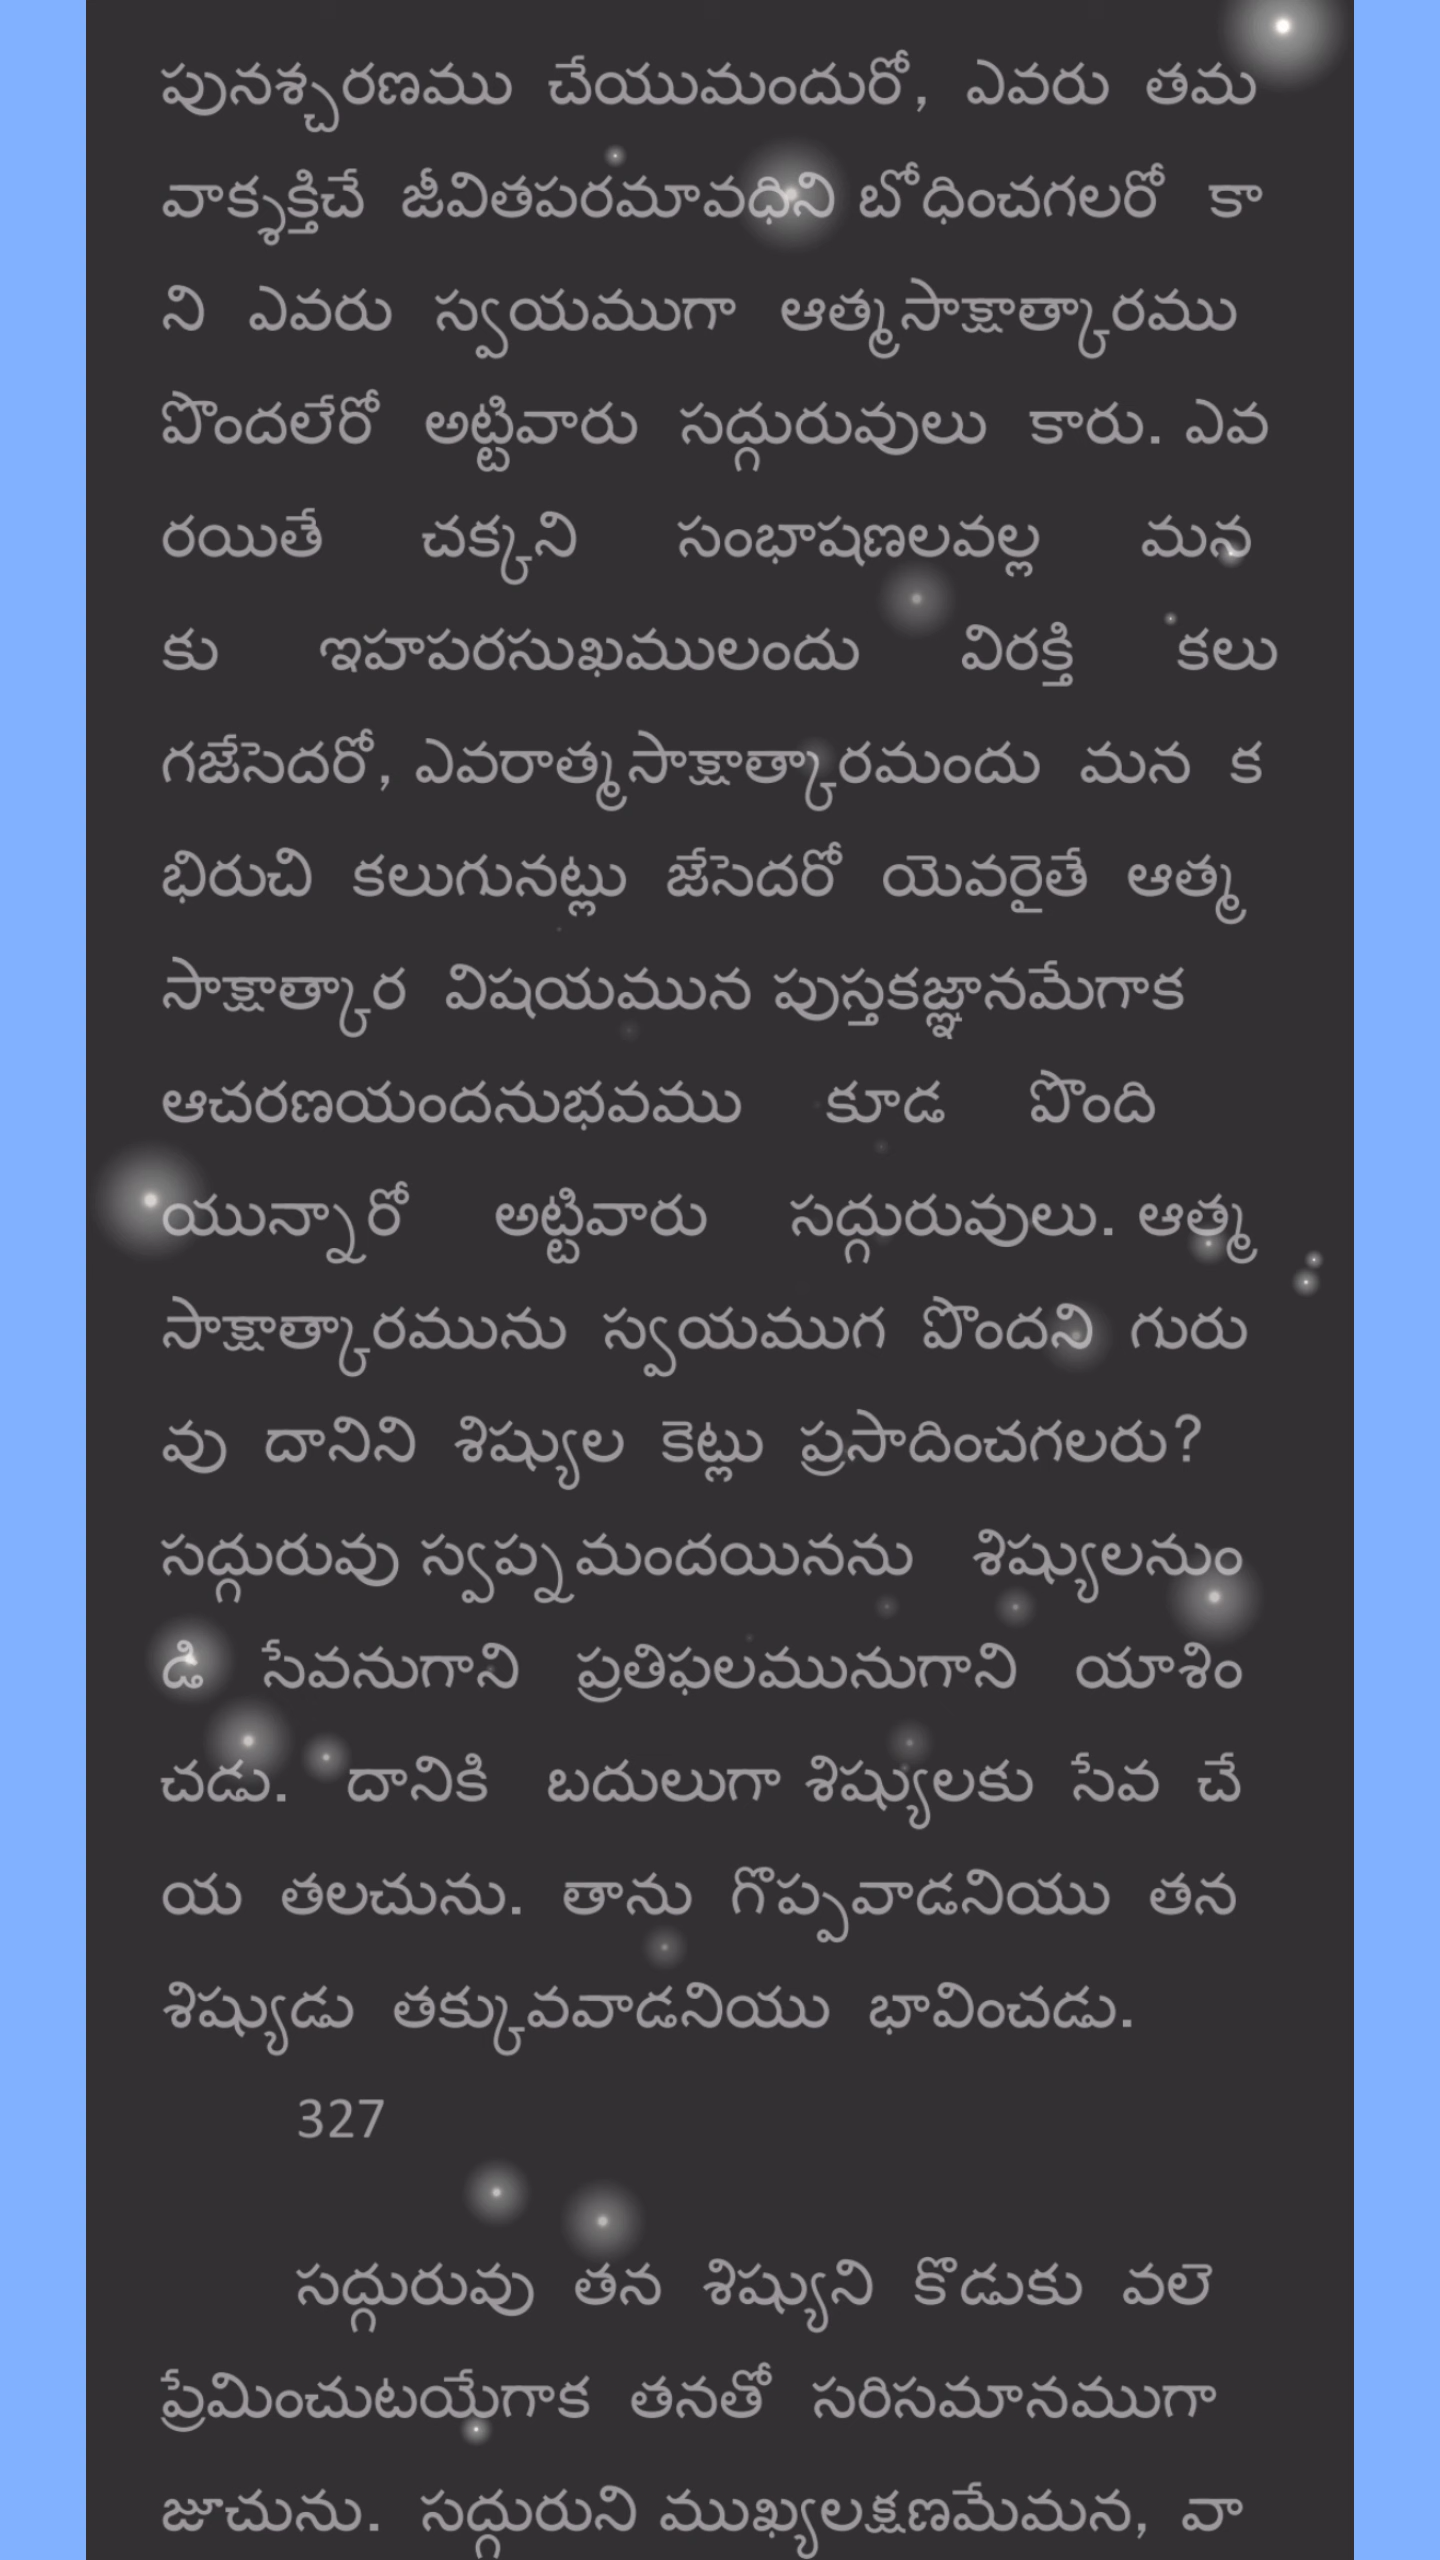 పునశ్చరణము చేయుమందురో, ఎవరు తమ
వాక్శక్తిచే జీవితపరమావధిని బోధించగలరో కా
ని ఎవరు స్వయముగా ఆత్మసాక్షాత్కారము
పొందలేరో అట్టివారు సద్గురువులు కారు. ఎవ
రయితే చక్కని సంభాషణలవల్ల మన
కు ఇహపరసుఖములందు విరక్తి కలు
గజేసెదరో, ఎవరాత్మసాక్షాత్కారమందు మన క
భిరుచి కలుగునట్లు జేసెదరో యెవరైతే ఆత్మ
సాక్షాత్కార విషయమున పుస్తకజ్ఞానమేగాక
ఆచరణయందనుభవము కూడ పొంది
యున్నారో అట్టివారు సద్గురువులు. ఆత్మ
సాక్షాత్కారమును స్వయముగ పొందని గురు
వు దానిని శిష్యుల కెట్లు ప్రసాదించగలరు?
సద్గురువు స్వప్నమందయినను శిష్యులనుం
డి సేవనుగాని ప్రతిఫలమునుగాని యాశిం
చడు. దానికి బదులుగా శిష్యులకు సేవ చే
య తలచును. తాను గొప్పవాడనియు తన
శిష్యుడు తక్కువవాడనియు భావించడు.
327
సద్గురువు తన శిష్యుని కొడుకు వలె
ప్రేమించుటయేగాక తనతో సరిసమానముగా
జూచును. సద్గురుని ముఖ్యలక్షణమేమన, వా